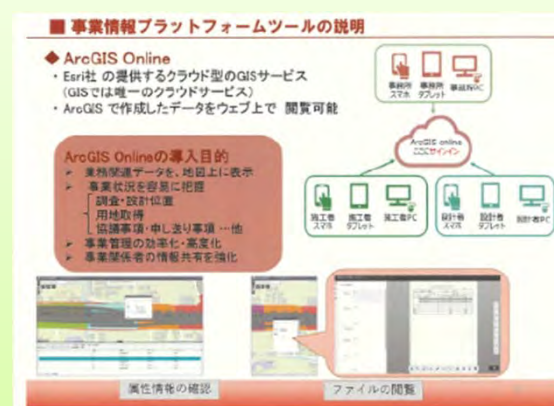 ■ 事業情報プラットフォームツールの説明
◆ ArcGIS Online
・Esri社 の提供するクラウド型のGISサービス
(GISでは唯一のクラウドサービス)
・ArcGIS で作成したデータをウェブ上で 閲覧可能
事務所 スマホ
事務所 タブレット
事務所PC
ArcGIS online
ここにサインイン
施工者 スマホ
施工者 タブレット
施工者PC
設計者 スマホ
設計者 タブレット
設計者PC
ArcGIS Onlineの導入目的
➢ 業務関連データを、地図上に表示
➢ 事業状況を容易に把握
調査・設計位置
用地取得
協議事項・申し送り事項 …他
➢ 事業管理の効率化・高度化
➢ 事業関係者の情報共有を強化
属性情報の確認
ファイルの閲覧